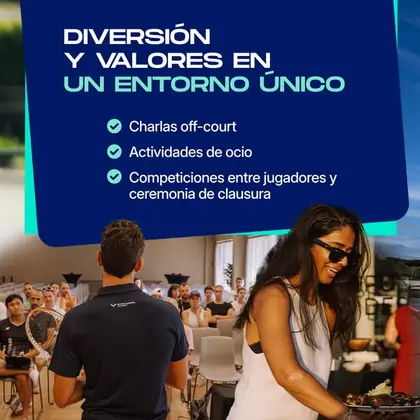 DIVERSIÓN
Y VALORES EN
UN ENTORNO ÚNICO
Charlas off-court
Actividades de ocio
Competiciones entre jugadores y
ceremonia de clausura